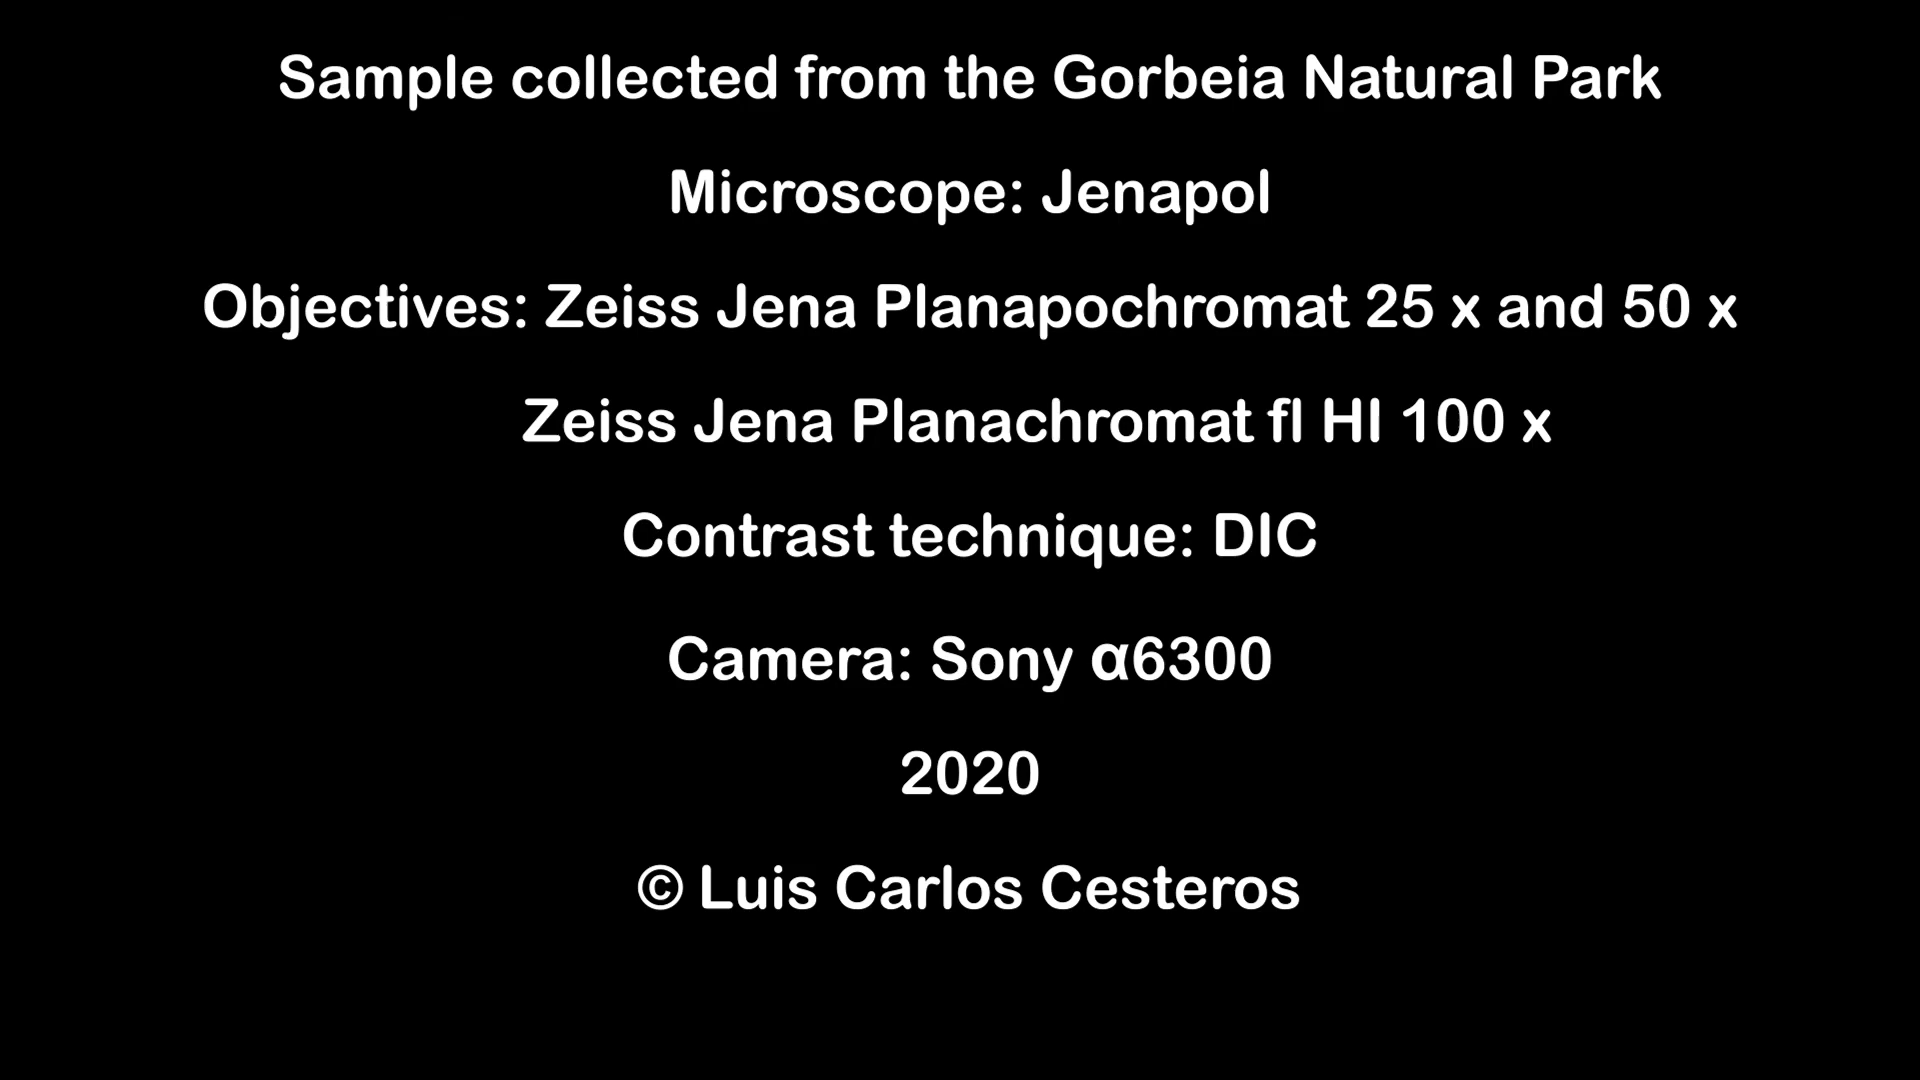 Sample collected from the Gorbeia Natural Park
Microscope: Jenapol
Objectives: Zeiss Jena Planapochromat 25 x and 50 x
Zeiss Jena Planachromat fl HI 100 x
Contrast technique: DIC
Camera: Sony α6300
2020
© Luis Carlos Cesteros